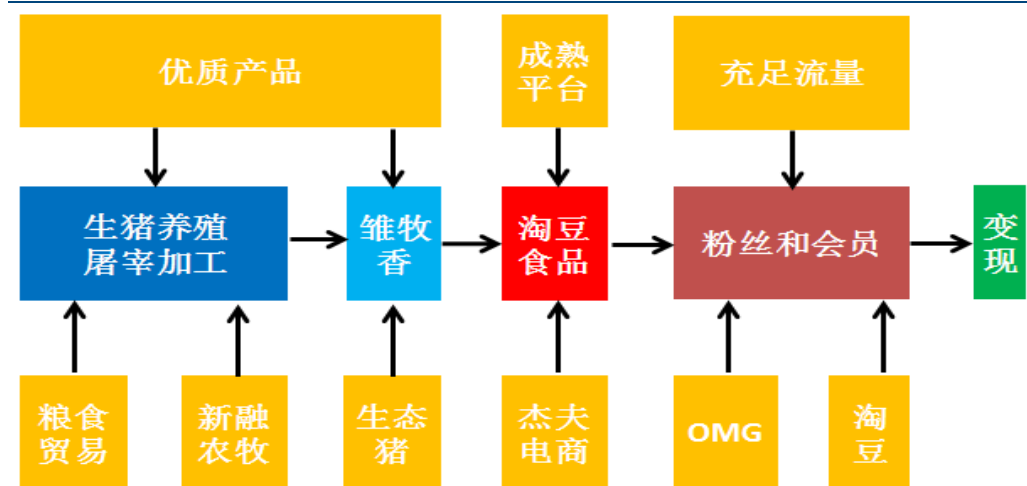 优质产品
成熟
平台
充足流量
生猪养殖
屠宰加工
雏牧
香
淘豆
食品
粉丝和会员
变
现
粮食
贸易
新融
农牧
生态
猪
杰夫
电商
OMG
淘
豆